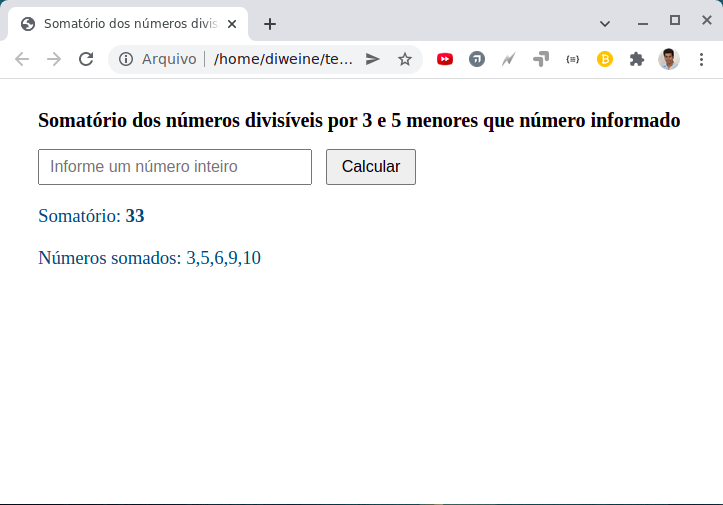 Somatório dos números divis
Arquivo | /home/diweine/te...
Somatório dos números divisíveis por 3 e 5 menores que número informado
Informe um número inteiro
Calcular
Somatório: 33
Números somados: 3,5,6,9,10